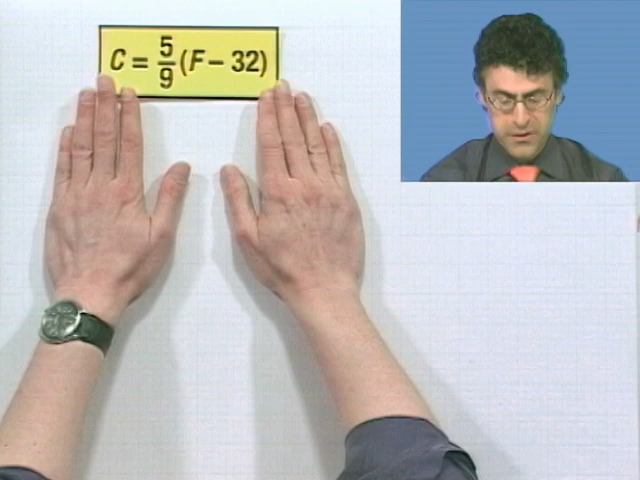 C = 5/9 (F – 32)